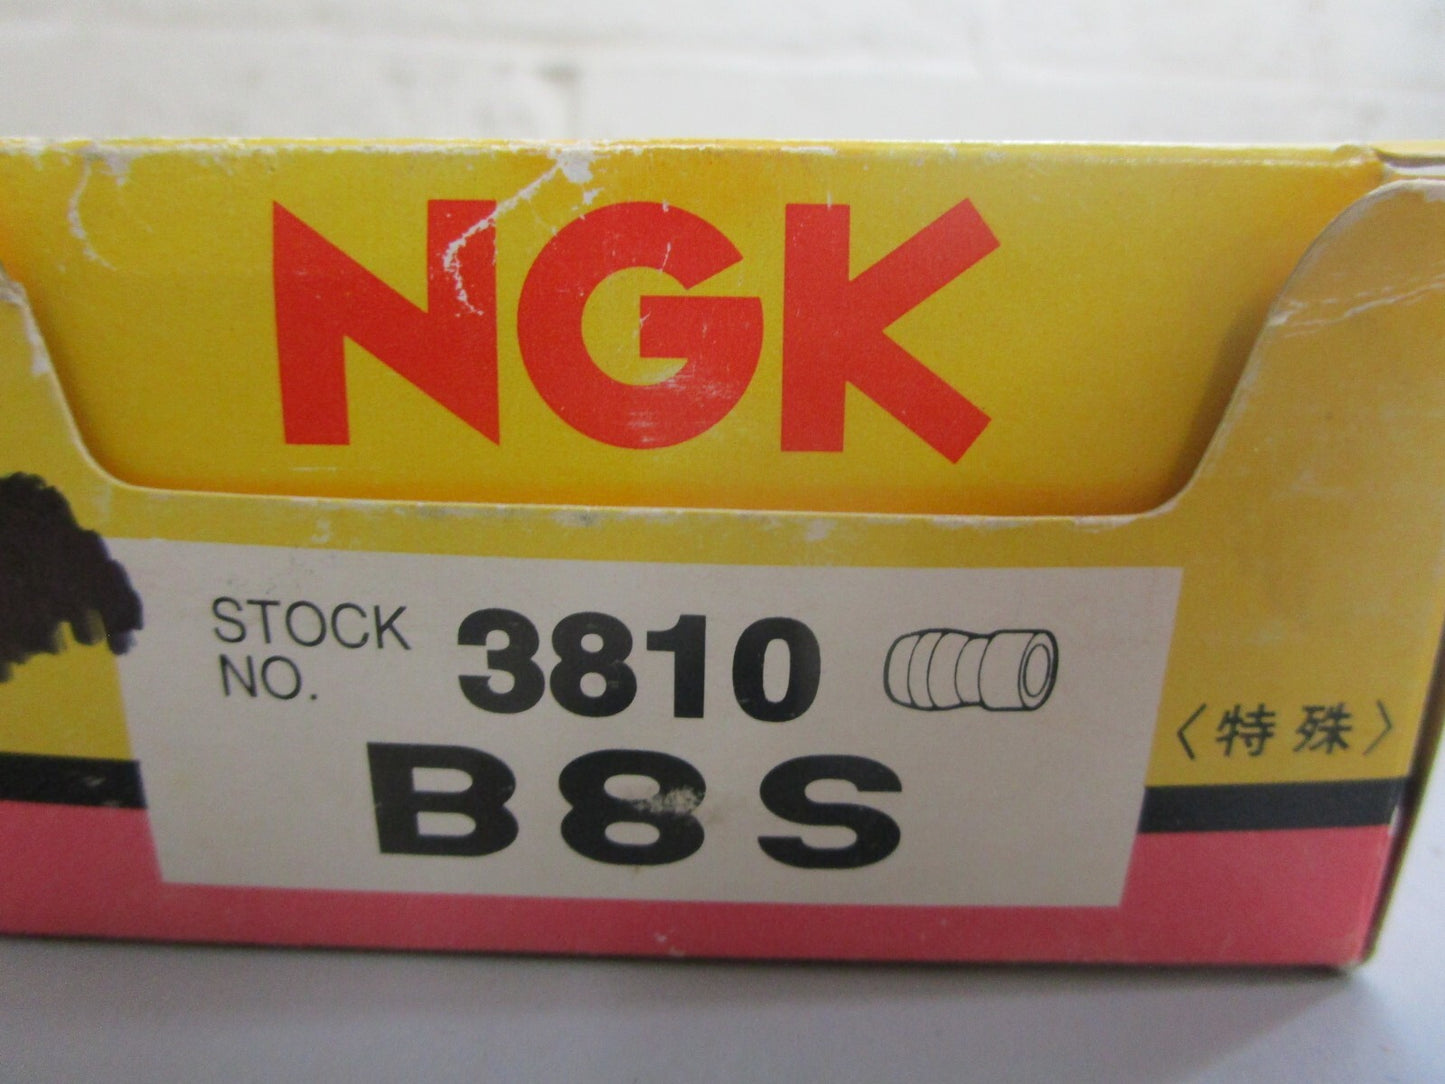 NGK
STOCK NO. 3810
B8S
〈特殊〉